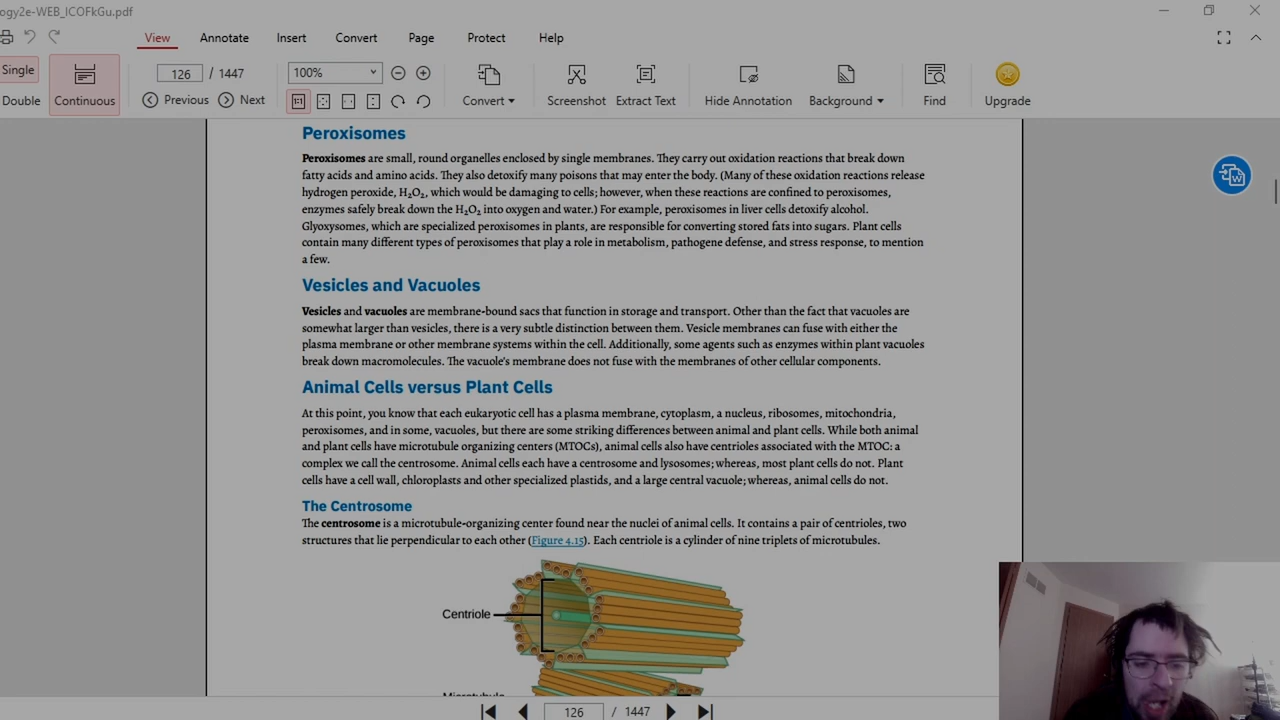 ogy2e-WEB_ICOFkGu.pdf
View Annotate Insert Convert Page Protect Help
Single 126 / 1447 100%
Double Continuous Previous Next Convert Screenshot Extract Text Hide Annotation Background Find Upgrade
Peroxisomes
Peroxisomes are small, round organelles enclosed by single membranes. They carry out oxidation reactions that break down
fatty acids and amino acids. They also detoxify many poisons that may enter the body. (Many of these oxidation reactions release
hydrogen peroxide, H₂O₂, which would be damaging to cells; however, when these reactions are confined to peroxisomes,
enzymes safely break down the H₂O₂ into oxygen and water.) For example, peroxisomes in liver cells detoxify alcohol.
Glyoxysomes, which are specialized peroxisomes in plants, are responsible for converting stored fats into sugars. Plant cells
contain many different types of peroxisomes that play a role in metabolism, pathogen defense, and stress response, to mention
a few.
Vesicles and Vacuoles
Vesicles and vacuoles are membrane-bound sacs that function in storage and transport. Other than the fact that vacuoles are
somewhat larger than vesicles, there is a very subtle distinction between them. Vesicle membranes can fuse with either the
plasma membrane or other membrane systems within the cell. Additionally, some agents such as enzymes within plant vacuoles
break down macromolecules. The vacuole's membrane does not fuse with the membranes of other cellular components.
Animal Cells versus Plant Cells
At this point, you know that each eukaryotic cell has a plasma membrane, cytoplasm, a nucleus, ribosomes, mitochondria,
peroxisomes, and in some, vacuoles, but there are some striking differences between animal and plant cells. While both animal
and plant cells have microtubule organizing centers (MTOCs), animal cells also have centrioles associated with the MTOC: a
complex we call the centrosome. Animal cells each have a centrosome and lysosomes; whereas, most plant cells do not. Plant
cells have a cell wall, chloroplasts and other specialized plastids, and a large central vacuole; whereas, animal cells do not.
The Centrosome
The centrosome is a microtubule-organizing center found near the nuclei of animal cells. It contains a pair of centrioles, two
structures that lie perpendicular to each other (Figure 4.15). Each centriole is a cylinder of nine triplets of microtubules.
Centriole
Microtubule
126 / 1447